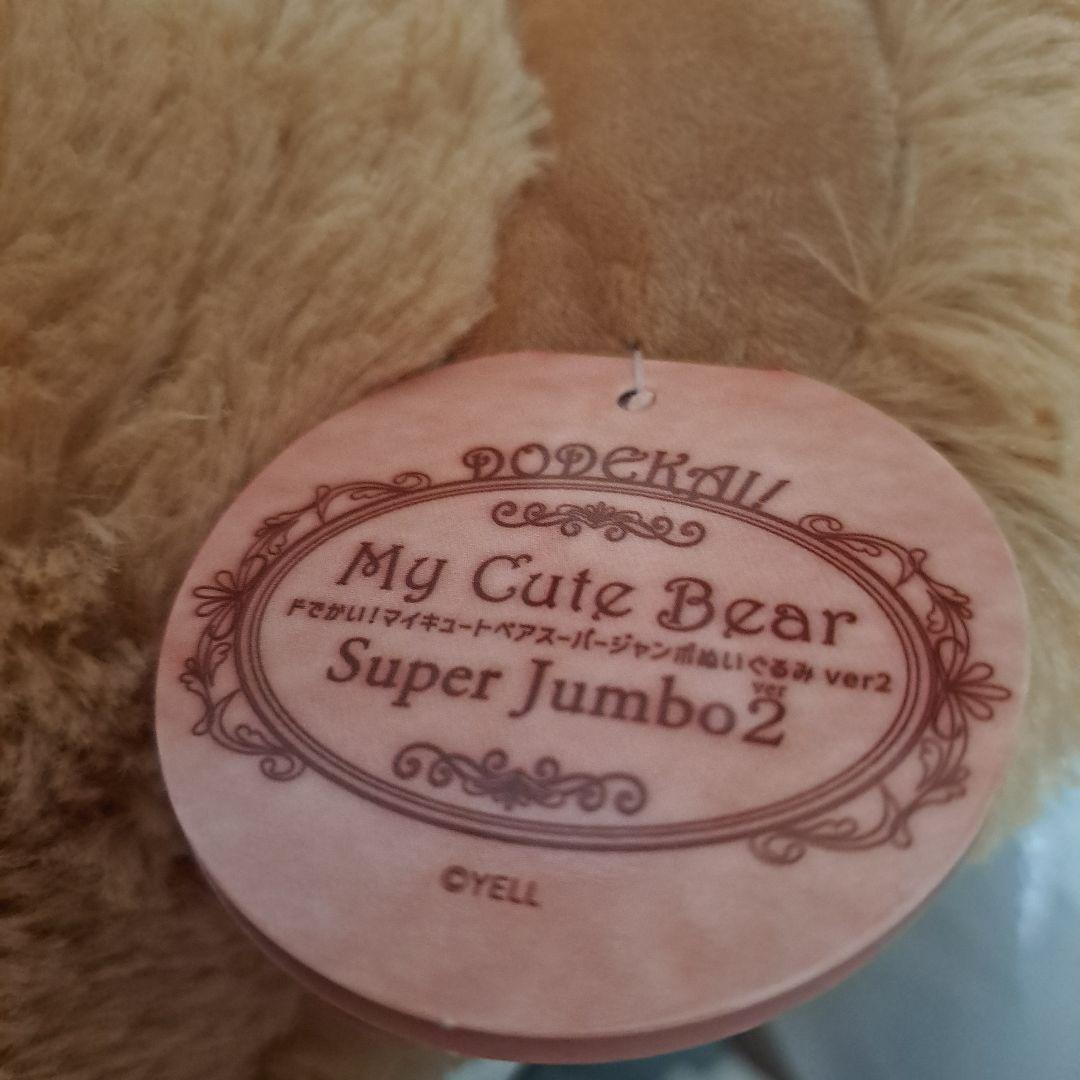 DODEKAI!
My Cute Bear
ドでかい!マイキュートベアスーパージャンボぬいぐるみ ver2
Super Jumbo ver 2
©YELL